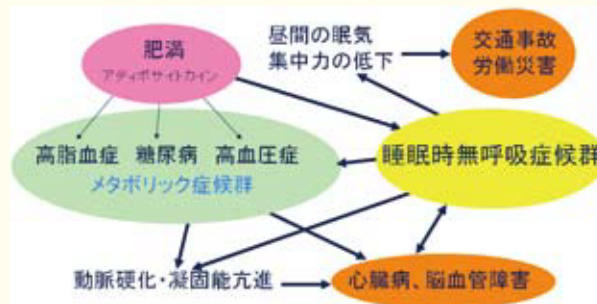 肥満
アディポサイトカイン
昼間の眠気
集中力の低下
交通事故
労働災害
高脂血症 糖尿病 高血圧症
メタボリック症候群
睡眠時無呼吸症候群
動脈硬化・凝固能亢進
心臓病、脳血管障害